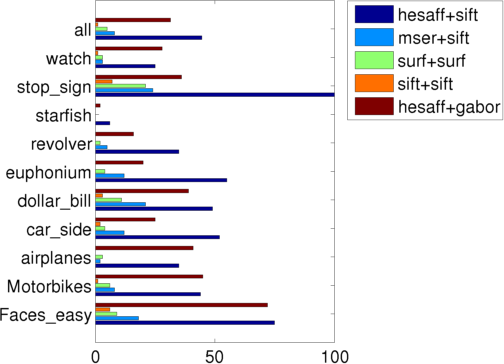 all
watch
stop_sign
starfish
revolver
euphonium
dollar_bill
car_side
airplanes
Motorbikes
Faces_easy
0 50 100
hesaff+sift
mser+sift
surf+surf
sift+sift
hesaff+gabor